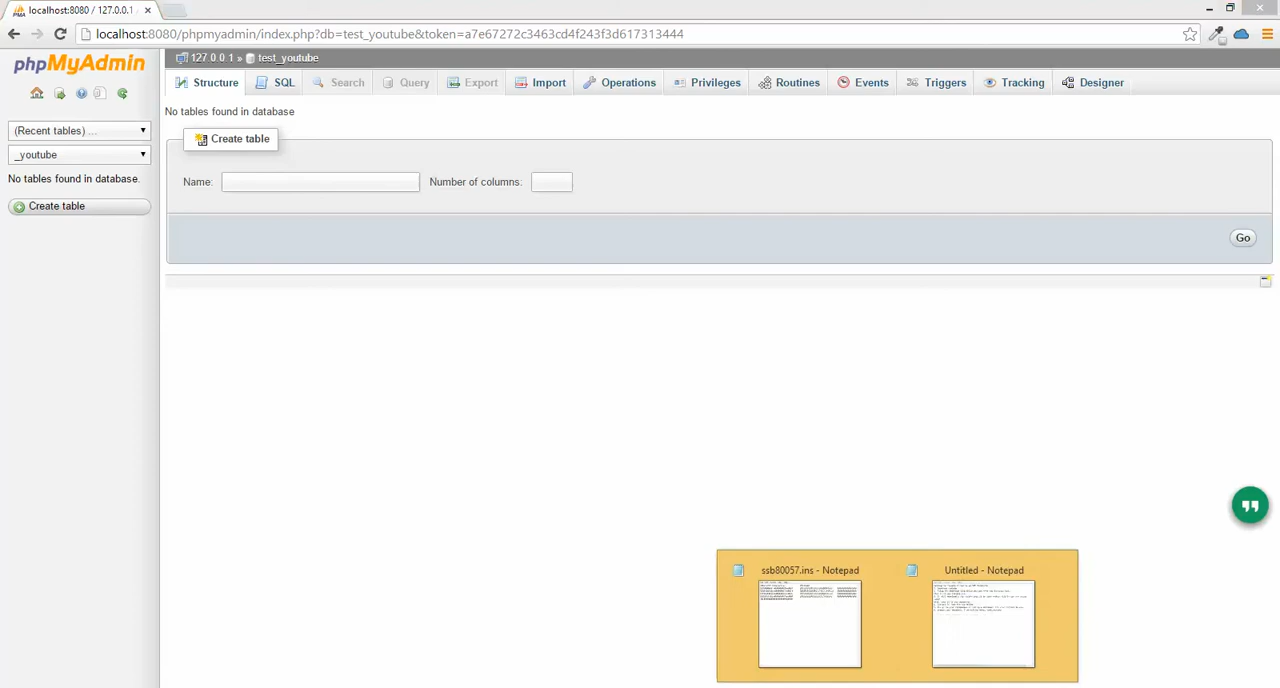 localhost:8080 / 127.0.0.1
localhost:8080/phpmyadmin/index.php?db=test_youtube&token=a7e67272c3463cd4f243f3d617313444
phpMyAdmin
127.0.0.1 » test_youtube
Structure SQL Search Query Export Import Operations Privileges Routines Events Triggers Tracking Designer
No tables found in database
(Recent tables) ...
Create table
_youtube
No tables found in database.
Name: Number of columns:
Create table
Go
ssb80057.ins - Notepad
Untitled - Notepad